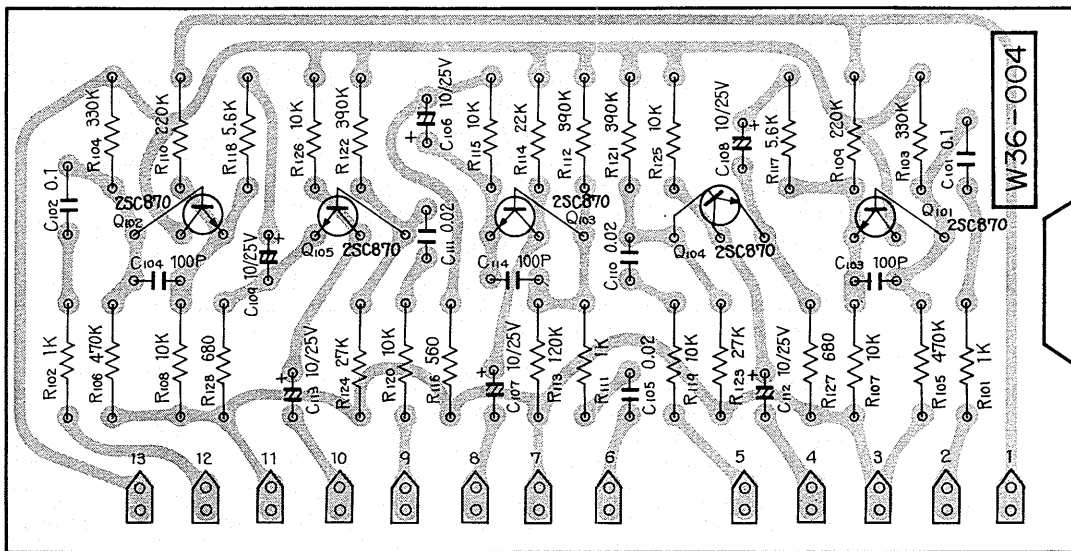 R104 330K
R110 220K
R118 5.6K
R126 10K
R122 390K
C106 10/25V
+
R115 10K
R114 22K
R112 390K
R121 390K
R125 10K
C108 10/25V
+
R117 5.6K
R109 220K
R103 330K
C101 0.1
W36-004
C102 0.1
2SC870
Q102
Q105
2SC870
C111 0.02
2SC870
Q103
Q104
2SC870
Q101
2SC870
C104 100P
C109 10/25V
+
C114 100P
C110 0.02
C103 100P
R102 1K
R106 470K
R108 10K
R128 680
C113 10/25V
+
R124 27K
R120 10K
R116 560
C107 10/25V
+
R113 120K
R111 1K
C105 0.02
R119 10K
R123 27K
C112 10/25V
+
R127 680
R107 10K
R105 470K
R101 1K
13 12 11 10 9 8 7 6 5 4 3 2 1